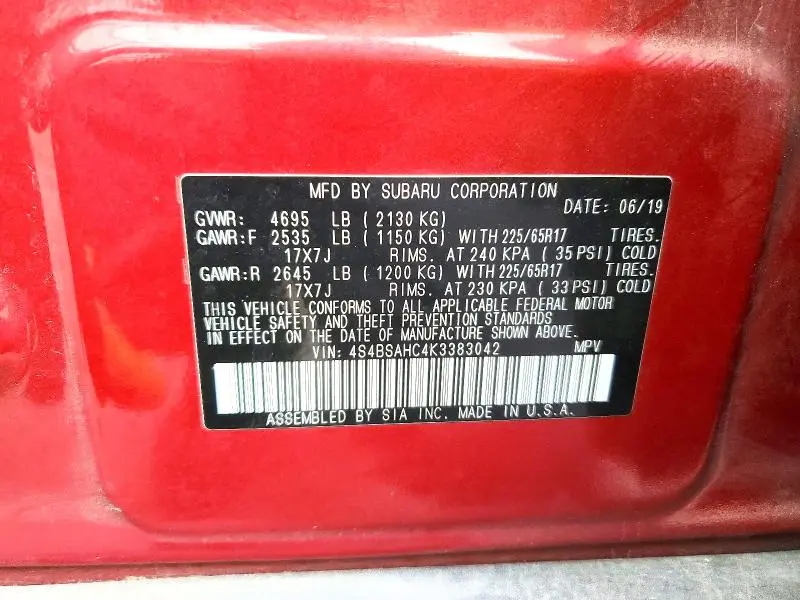 MFD BY SUBARU CORPORATION
DATE: 06/19
GVWR: 4695 LB ( 2130 KG)
GAWR:F 2535 LB ( 1150 KG) WITH 225/65R17 TIRES.
17X7J RIMS. AT 240 KPA ( 35 PSI) COLD
GAWR:R 2645 LB ( 1200 KG) WITH 225/65R17 TIRES.
17X7J RIMS. AT 230 KPA ( 33 PSI) COLD
THIS VEHICLE CONFORMS TO ALL APPLICABLE FEDERAL MOTOR
VEHICLE SAFETY AND THEFT PREVENTION STANDARDS
IN EFFECT ON THE DATE OF MANUFACTURE SHOWN ABOVE.
VIN: 4S4BSAHC4K3383042 MPV
ASSEMBLED BY SIA INC. MADE IN U.S.A.